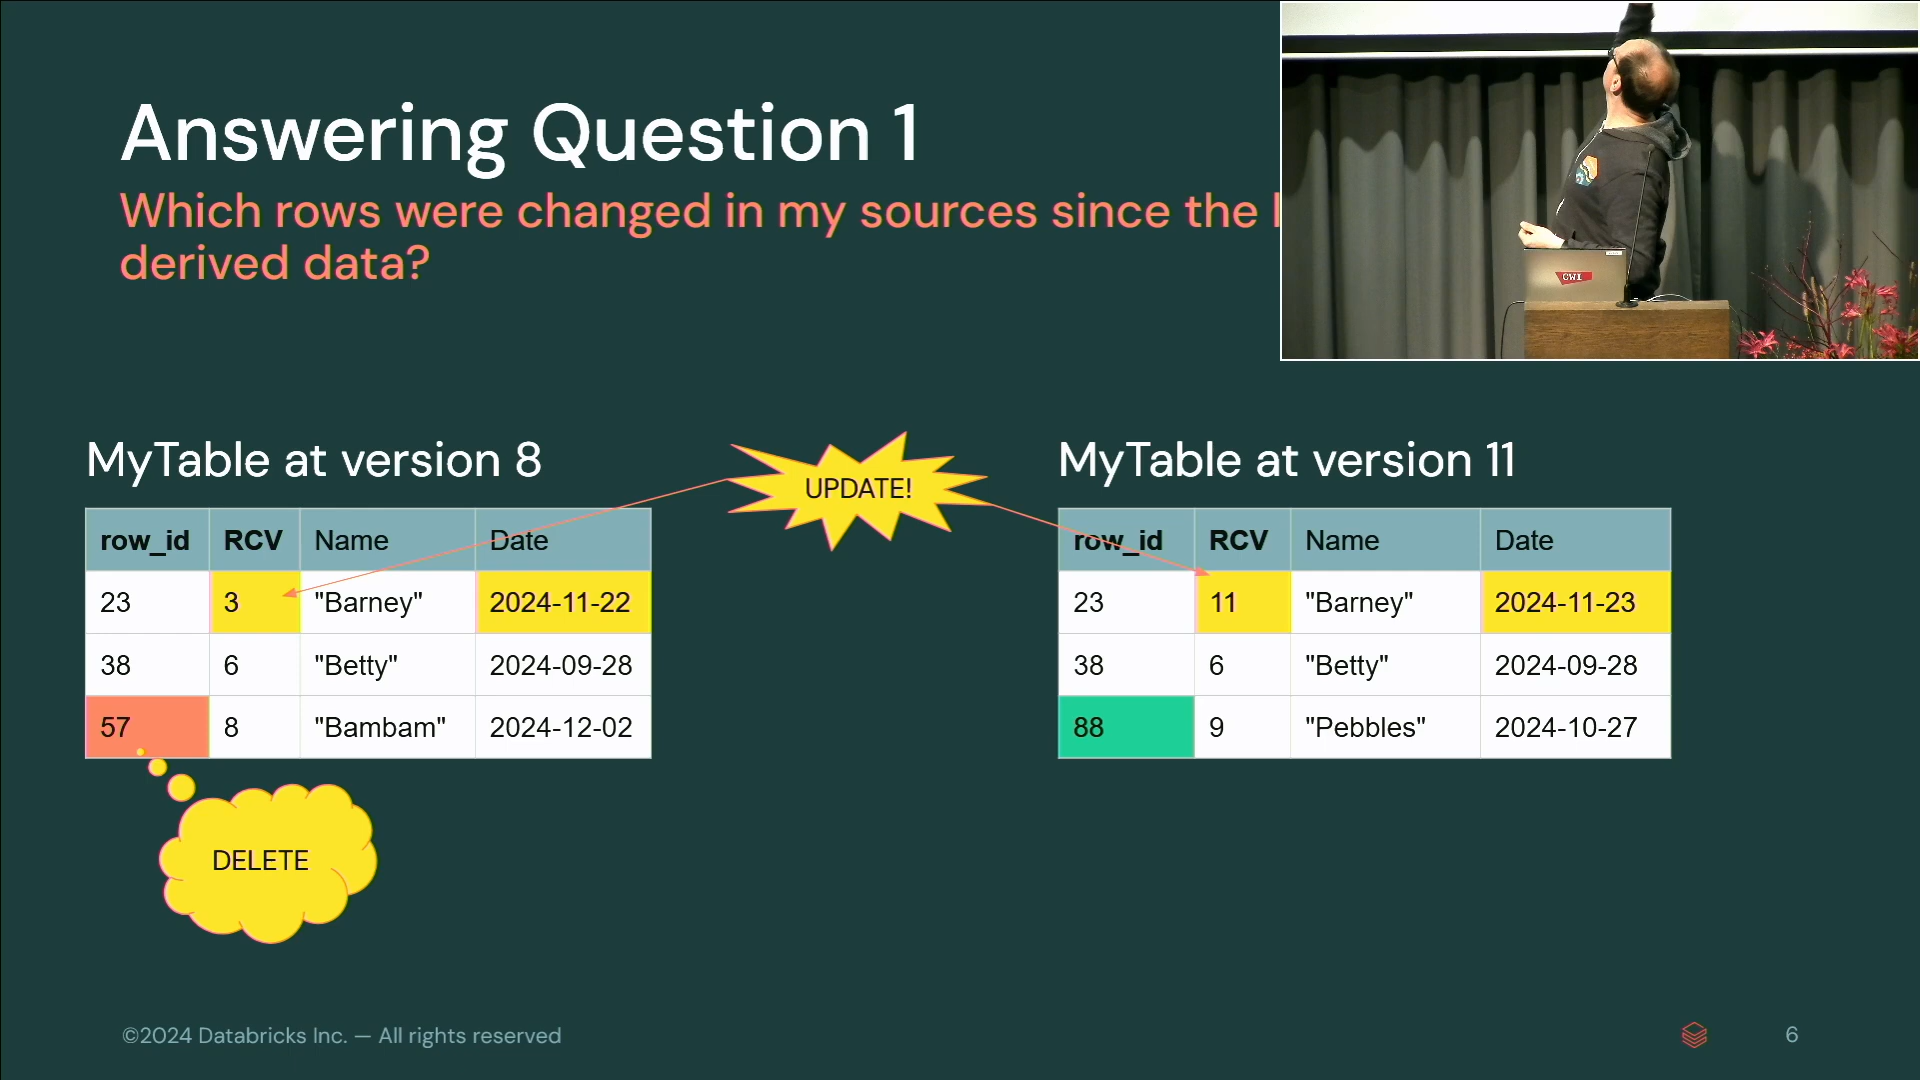 Answering Question 1
Which rows were changed in my sources since the
derived data?
CWI
MyTable at version 8
UPDATE!
MyTable at version 11
row_id RCV Name Date
23 3 "Barney" 2024-11-22
38 6 "Betty" 2024-09-28
57 8 "Bambam" 2024-12-02
row_id RCV Name Date
23 11 "Barney" 2024-11-23
38 6 "Betty" 2024-09-28
88 9 "Pebbles" 2024-10-27
DELETE
©2024 Databricks Inc. — All rights reserved
6